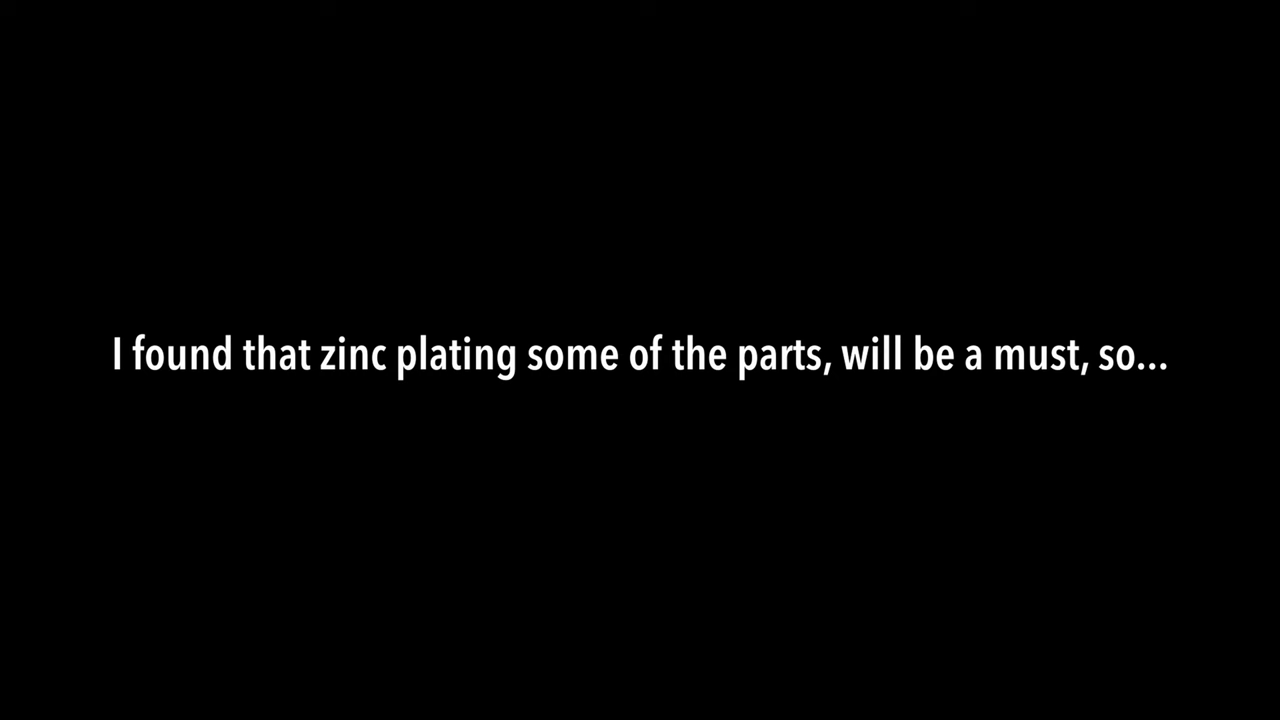 I found that zinc plating some of the parts, will be a must, so...